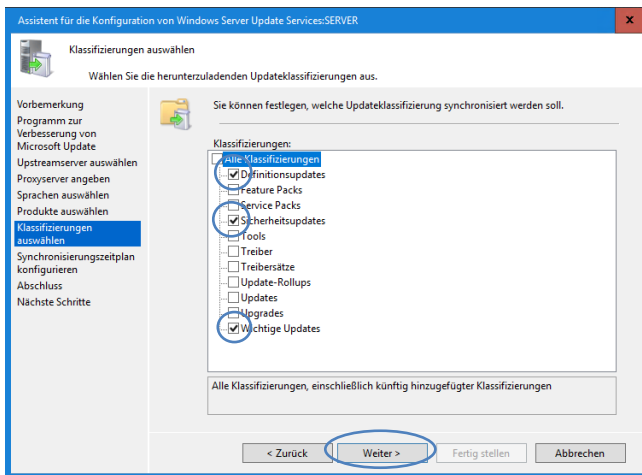 Assistent für die Konfiguration von Windows Server Update Services:SERVER
x
Klassifizierungen auswählen
Wählen Sie die herunterzuladenden Updateklassifizierungen aus.
Vorbemerkung
Programm zur
Verbesserung von
Microsoft Update
Upstreamserver auswählen
Proxyserver angeben
Sprachen auswählen
Produkte auswählen
Klassifizierungen
auswählen
Synchronisierungszeitplan
konfigurieren
Abschluss
Nächste Schritte
Sie können festlegen, welche Updateklassifizierung synchronisiert werden soll.
Klassifizierungen:
Alle Klassifizierungen
Definitionsupdates
Feature Packs
Service Packs
Sicherheitsupdates
Tools
Treiber
Treibersätze
Update-Rollups
Updates
Upgrades
Wichtige Updates
Alle Klassifizierungen, einschließlich künftig hinzugefügter Klassifizierungen
< Zurück
Weiter >
Fertig stellen
Abbrechen